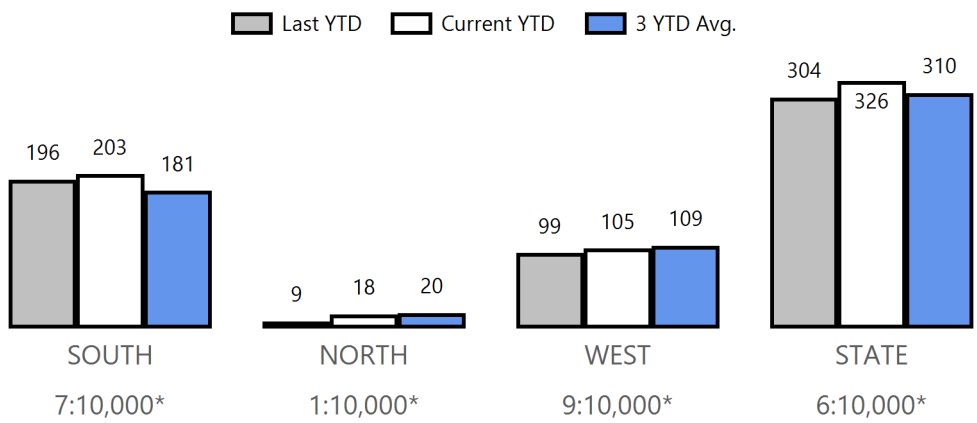 Last YTD Current YTD 3 YTD Avg.
196 203 181
9 18 20
99 105 109
304 326 310
SOUTH NORTH WEST STATE
7:10,000* 1:10,000* 9:10,000* 6:10,000*